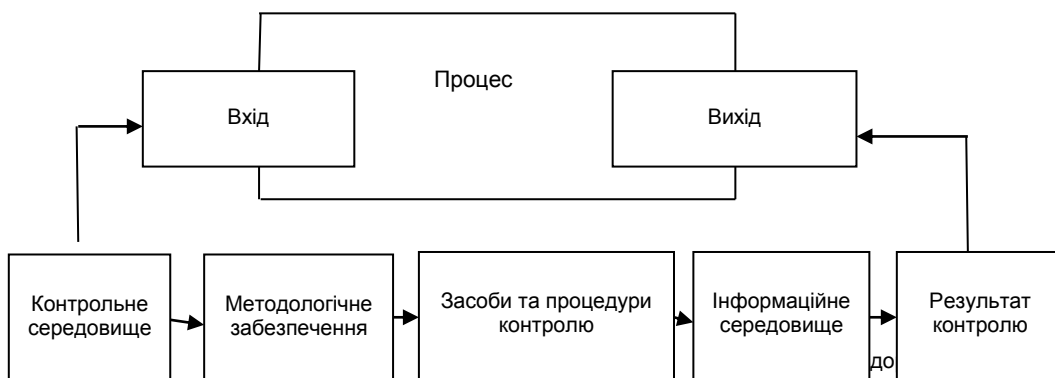 Процес
Вхід
Вихід
Контрольне
середовище
Методологічне
забезпечення
Засоби та процедури
контролю
Інформаційне
середовище
Результат
контролю
до